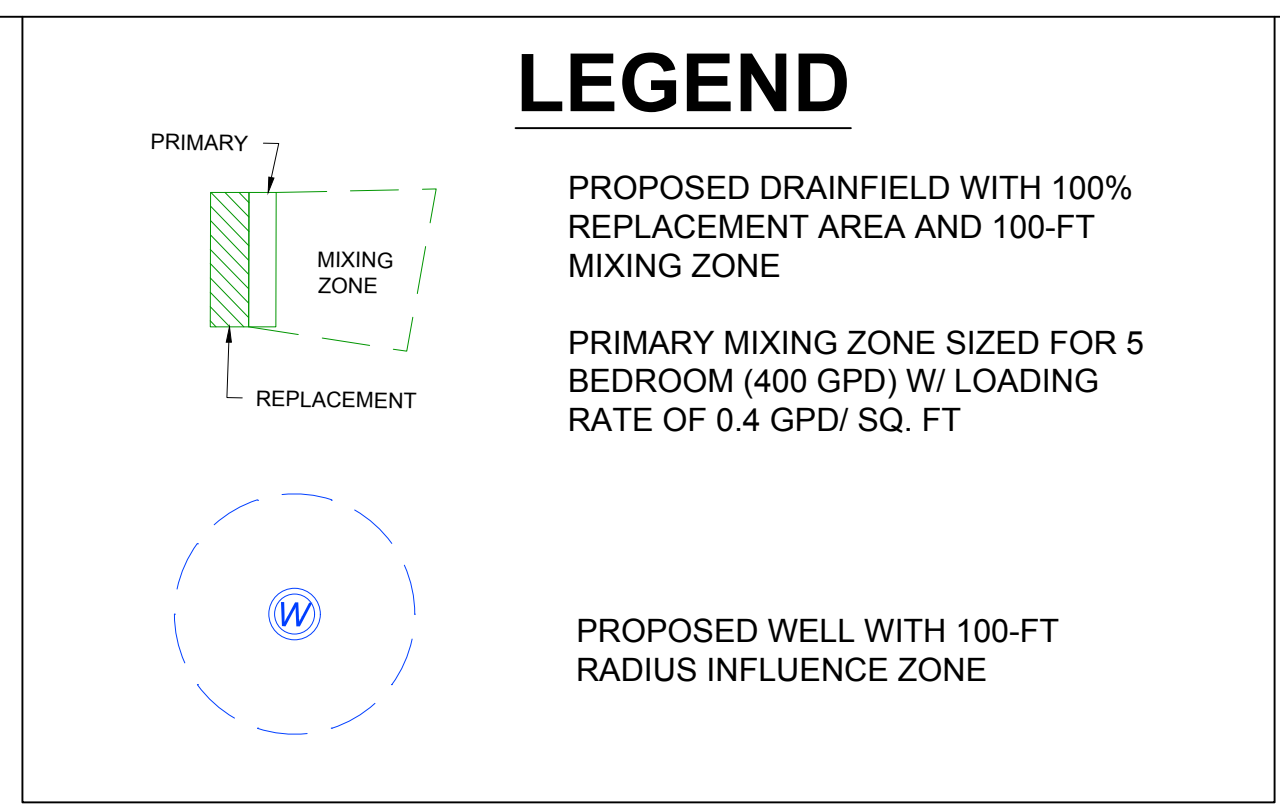 LEGEND
PRIMARY
MIXING
ZONE
REPLACEMENT
PROPOSED DRAINFIELD WITH 100%
REPLACEMENT AREA AND 100-FT
MIXING ZONE
PRIMARY MIXING ZONE SIZED FOR 5
BEDROOM (400 GPD) W/ LOADING
RATE OF 0.4 GPD/ SQ. FT
W
PROPOSED WELL WITH 100-FT
RADIUS INFLUENCE ZONE